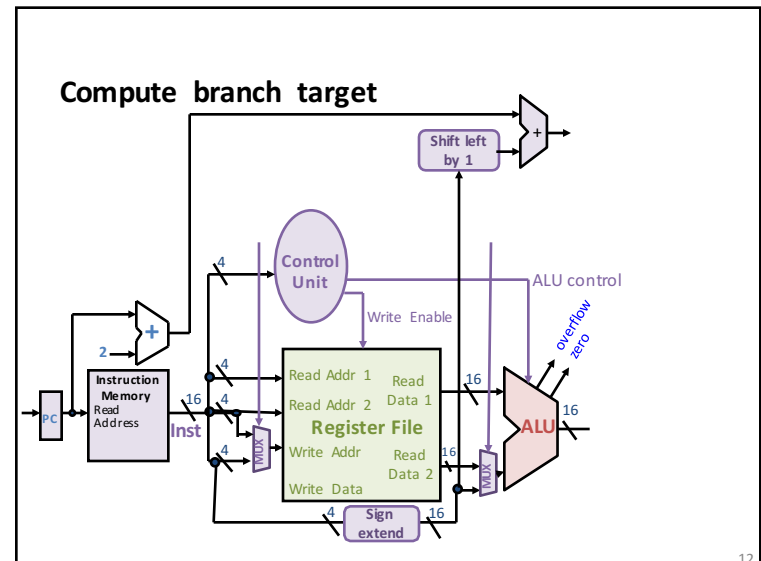 Compute branch target
+
Shift left
by 1
4
Control
Unit
ALU control
Write Enable
overflow
zero
+
2
4
Instruction
Memory
Read
Address
PC
16
Inst
4
4
MUX
Read Addr 1
Read Addr 2
Register File
Write Addr
Write Data
Read
Data 1
Read
Data 2
16
16
MUX
ALU
16
4
Sign
extend
16
12